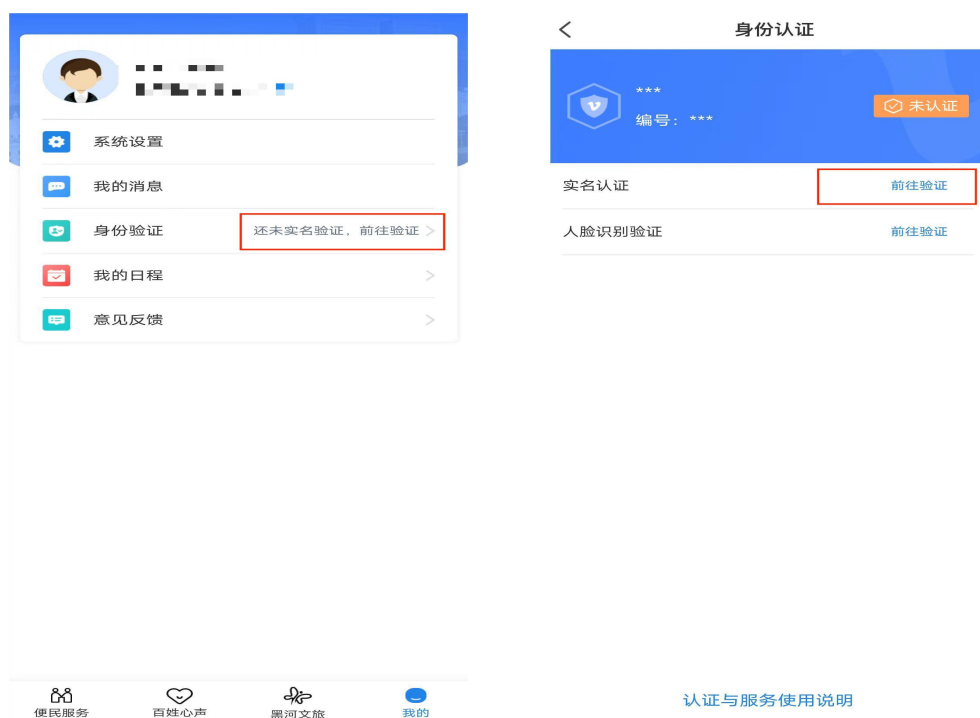 系统设置
我的消息
身份验证 还未实名验证，前往验证 >
我的日程 >
意见反馈 >
便民服务 百姓心声 黑河文旅 我的
身份认证
***
编号：***
未认证
实名认证 前往验证
人脸识别验证 前往验证
认证与服务使用说明